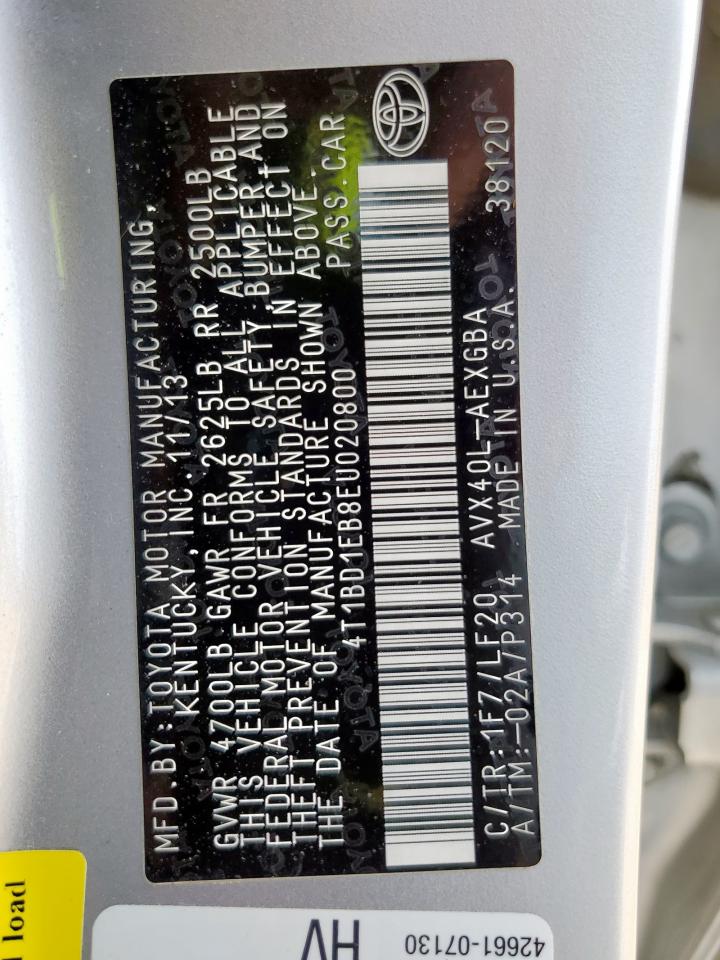 MFD.BY:TOYOTA MOTOR MANUFACTURING,
KENTUCKY, INC 11/13
GVWR 4700LB GAWR FR 2625LB RR 2500LB
THIS VEHICLE CONFORMS TO ALL APPLICABLE
FEDERAL MOTOR VEHICLE SAFETY BUMPER AND
THEFT PREVENTION STANDARDS IN EFFECT ON
THE DATE OF MANUFACTURE SHOWN ABOVE.
4T1BD1EB8EU020800 PASS.CAR
C/TR:1F7/LF20 AVX40L-AEXGBA 38120
A/TM:-02A/P314 MADE IN U.S.A.
load
HV
42661-07130